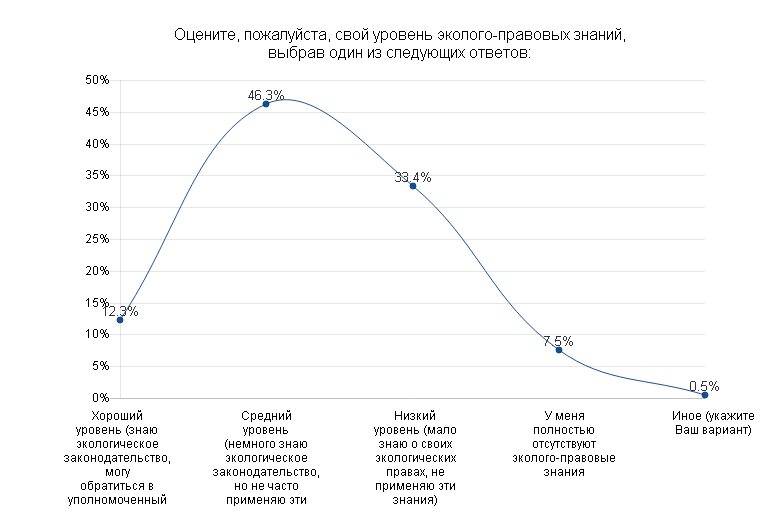 Оцените, пожалуйста, свой уровень эколого-правовых знаний,
выбрав один из следующих ответов:
50%
45%
40%
35%
30%
25%
20%
15%
10%
5%
0%
12.3%
46.3%
33.4%
7.5%
0.5%
Хороший
уровень (знаю
экологическое
законодательство,
могу
обратиться в
уполномоченный
Средний
уровень
(немного знаю
экологическое
законодательство,
но не часто
применяю эти
Низкий
уровень (мало
знаю о своих
экологических
правах, не
применяю эти
знания)
У меня
полностью
отсутствуют
эколого-правовые
знания
Иное (укажите
Ваш вариант)